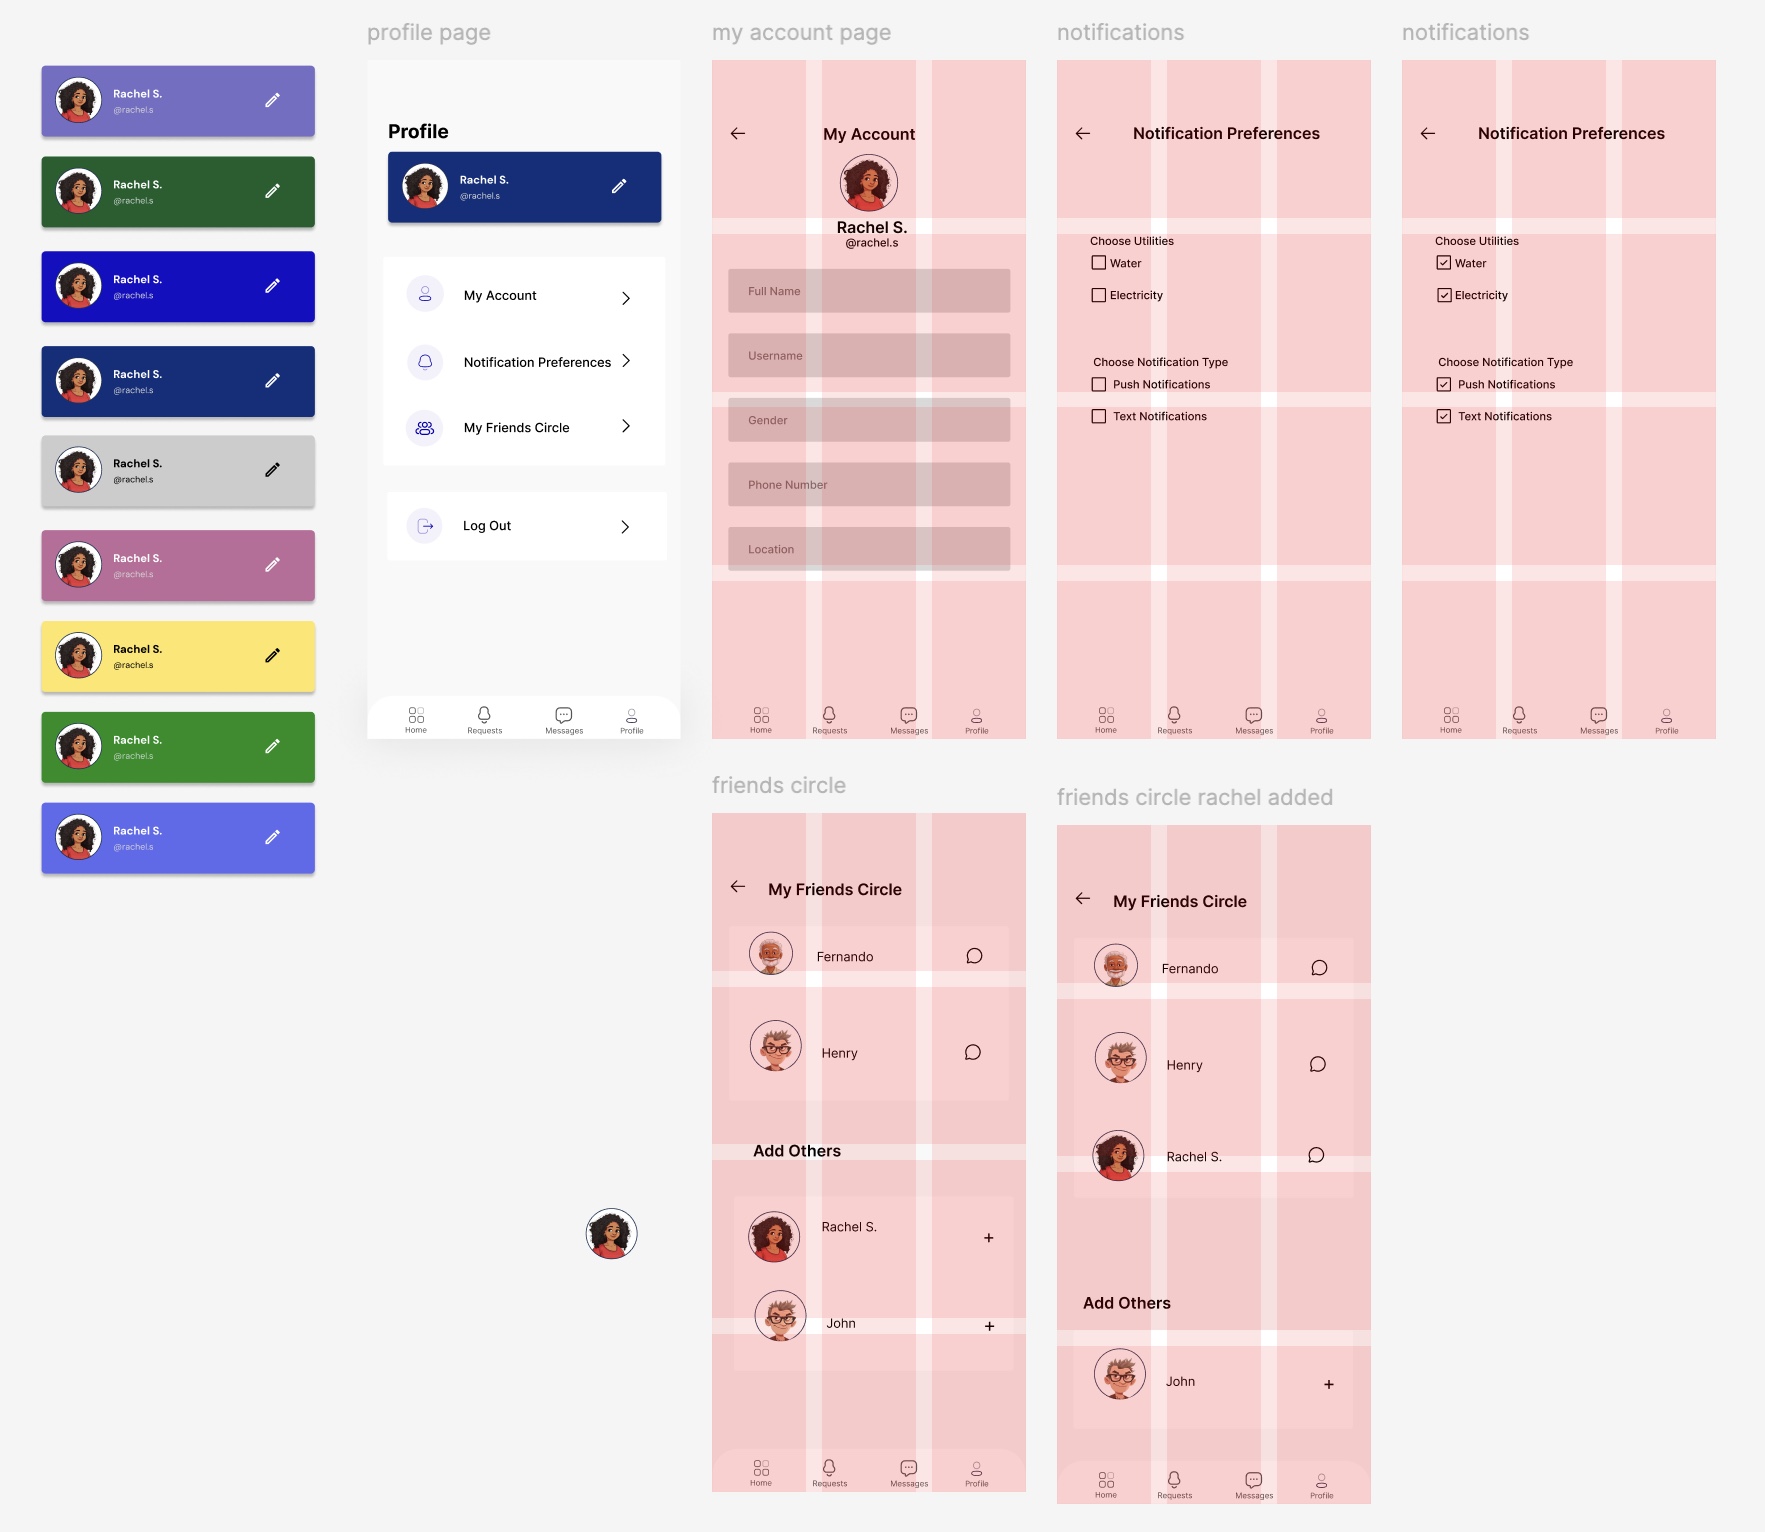 profile page
my account page
notifications
notifications
Rachel S.
@rachel.s
Rachel S.
@rachel.s
Rachel S.
@rachel.s
Rachel S.
@rachel.s
Rachel S.
@rachel.s
Rachel S.
@rachel.s
Rachel S.
@rachel.s
Rachel S.
@rachel.s
Rachel S.
@rachel.s
Profile
Rachel S.
@rachel.s
My Account
Notification Preferences
My Friends Circle
Log Out
Home
Requests
Messages
Profile
My Account
Rachel S.
@rachel.s
Full Name
Username
Gender
Phone Number
Location
Home
Requests
Messages
Profile
Notification Preferences
Choose Utilities
Water
Electricity
Choose Notification Type
Push Notifications
Text Notifications
Home
Requests
Messages
Profile
Notification Preferences
Choose Utilities
Water
Electricity
Choose Notification Type
Push Notifications
Text Notifications
Home
Requests
Messages
Profile
friends circle
My Friends Circle
Fernando
Henry
Add Others
Rachel S.
John
Home
Requests
Messages
Profile
friends circle rachel added
My Friends Circle
Fernando
Henry
Rachel S.
Add Others
John
Home
Requests
Messages
Profile